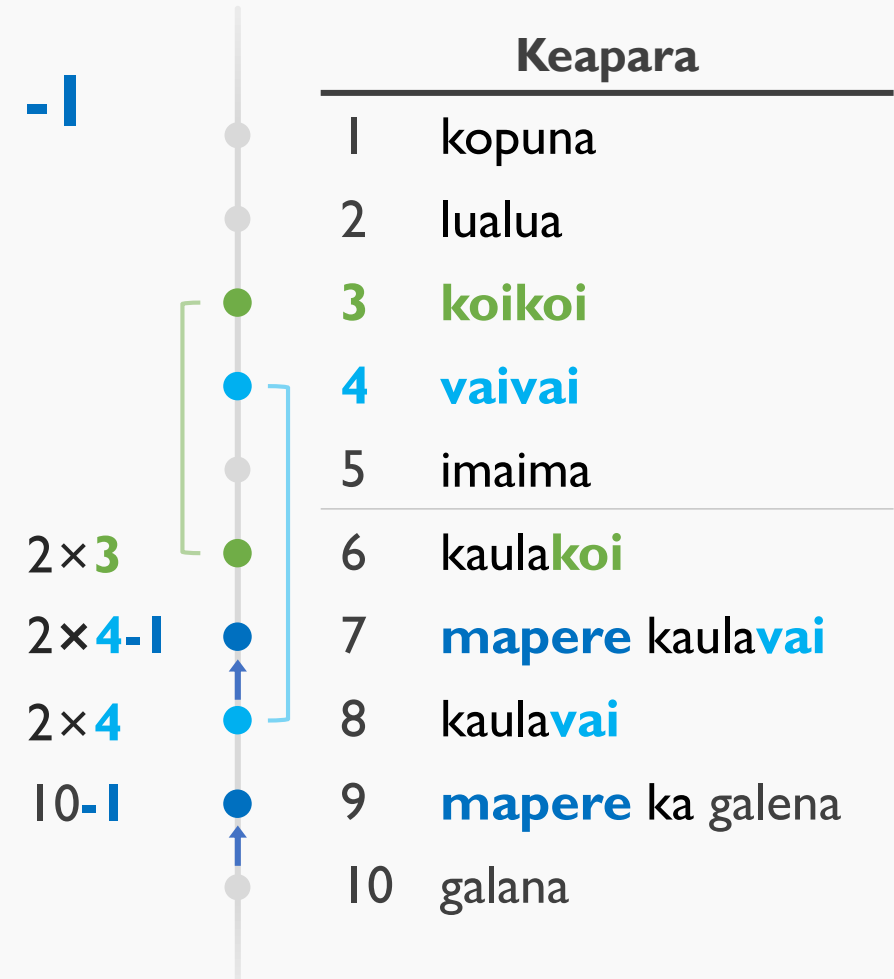 Keapara
-1
1 kopuna
2 lualua
3 koikoi
4 vaivai
5 imaima
2×3 6 kaulakoi
2×4-1 7 mapere kaulavai
2×4 8 kaulavai
10-1 9 mapere ka galena
10 galana